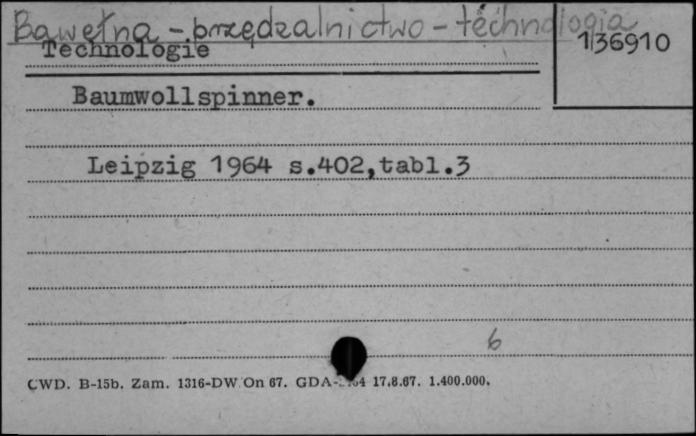 Bawełna - przędzalnictwo - technologia
Technologie
136910
Baumwollspinner.
Leipzig 1964 s.402,tabl.3
6
CWD. B-15b. Zam. 1316-DW On 67. GDA- 17.8.67. 1.400.000.